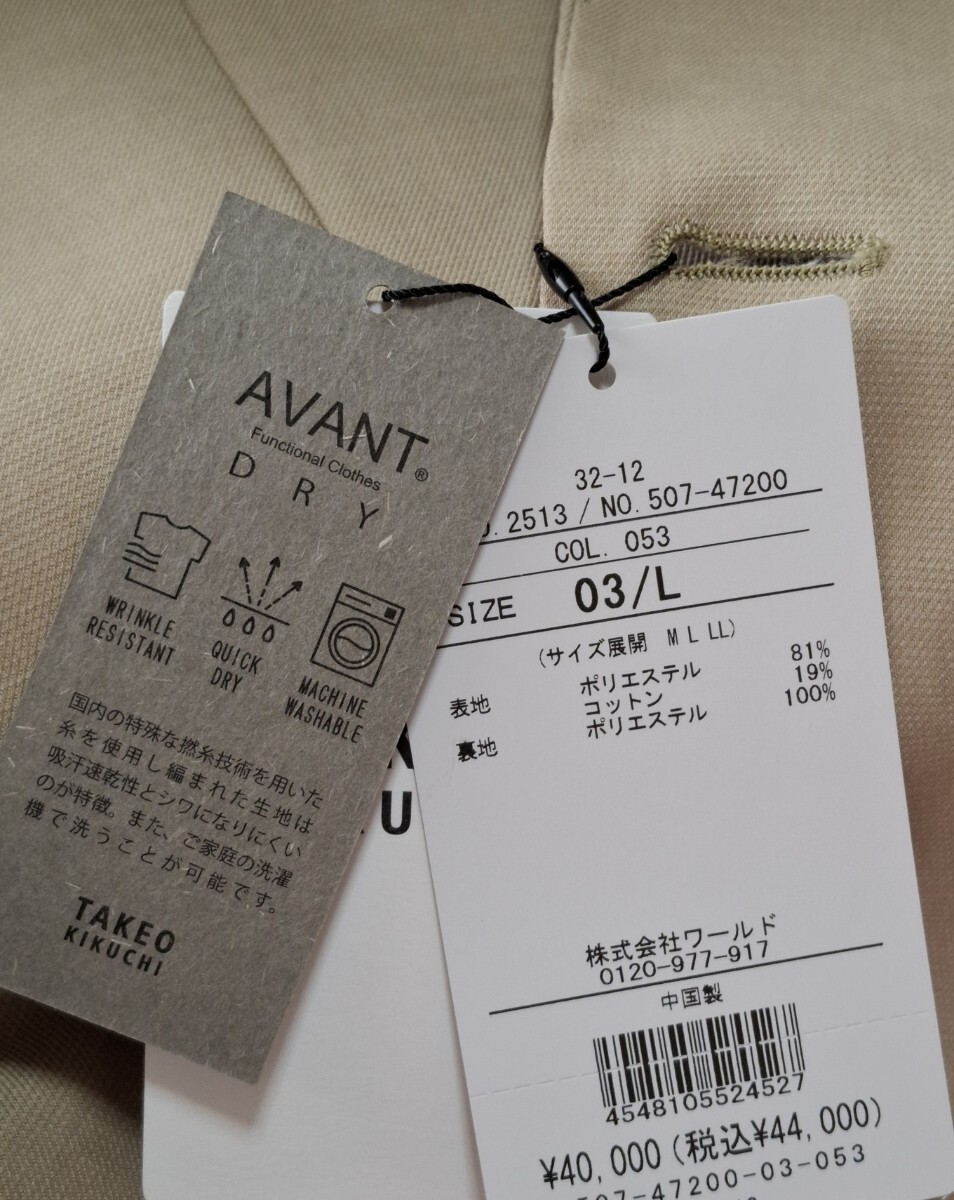 AVANT®
Functional Clothes
DRY
WRINKLE
RESISTANT
QUICK
DRY
MACHINE
WASHABLE
国内の特殊な撚糸技術を用いた
糸を使用し編まれた生地は
吸汗速乾性とシワになりにくい
のが特徴。また、ご家庭の洗濯
機で洗うことが可能です。
TAKEO
KIKUCHI
U
32-12
.2513 / NO. 507-47200
COL. 053
SIZE 03/L
(サイズ展開 M L LL)
表地 ポリエステル 81%
コットン 19%
裏地 ポリエステル 100%
株式会社ワールド
0120-977-917
中国製
4548105524527
¥40,000(税込¥44,000)
507-47200-03-053